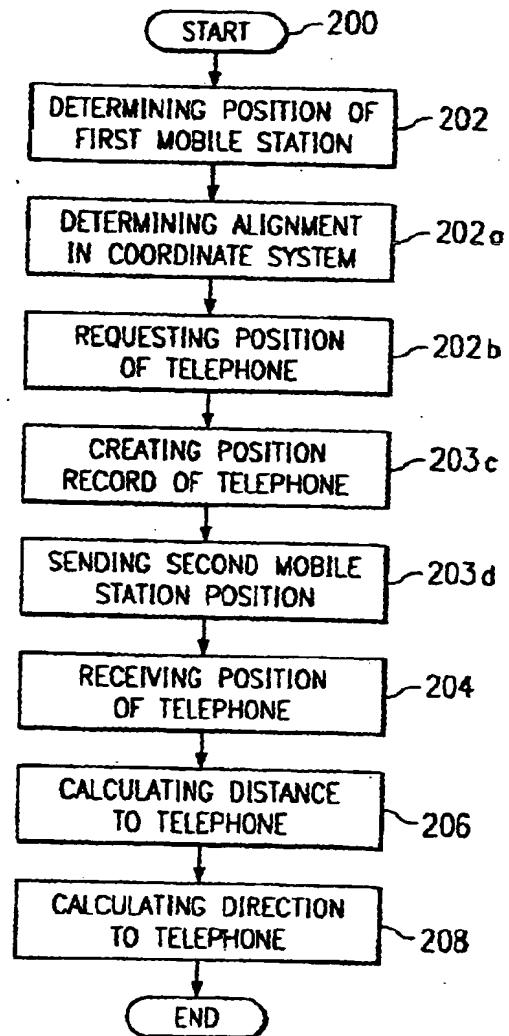 START 200
DETERMINING POSITION OF
FIRST MOBILE STATION 202
DETERMINING ALIGNMENT
IN COORDINATE SYSTEM 202a
REQUESTING POSITION
OF TELEPHONE 202b
CREATING POSITION
RECORD OF TELEPHONE 203c
SENDING SECOND MOBILE
STATION POSITION 203d
RECEIVING POSITION
OF TELEPHONE 204
CALCULATING DISTANCE
TO TELEPHONE 206
CALCULATING DIRECTION
TO TELEPHONE 208
END